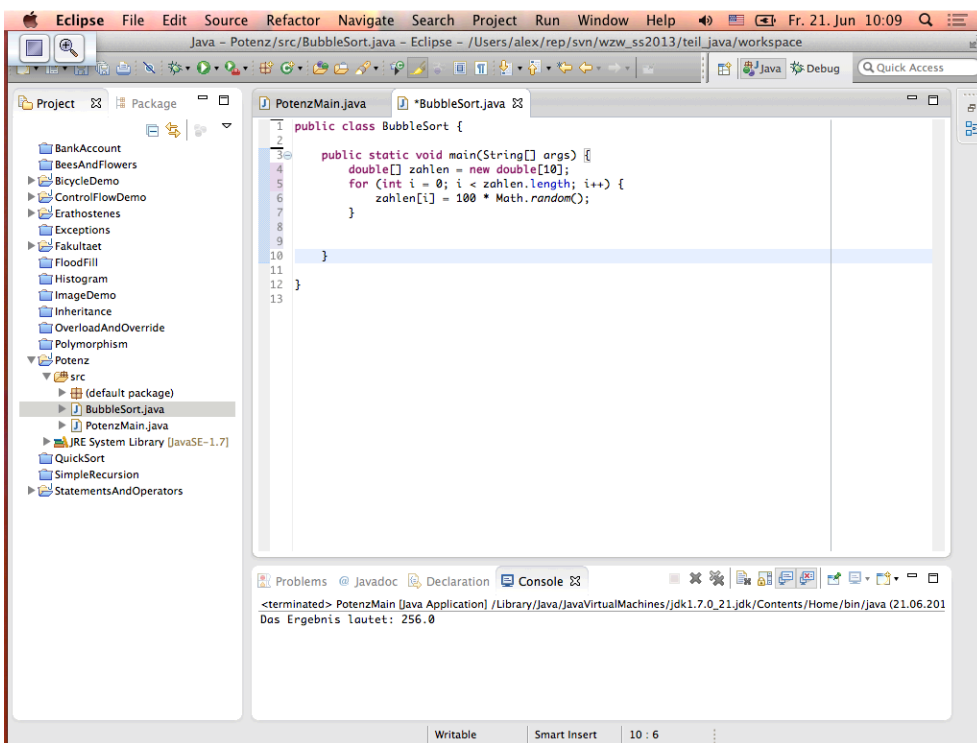 Eclipse File Edit Source Refactor Navigate Search Project Run Window Help Fr. 21. Jun 10:09
Java – Potenz/src/BubbleSort.java – Eclipse – /Users/alex/rep/svn/wzw_ss2013/teil_java/workspace
Java Debug Quick Access
Project Package
BankAccount
BeesAndFlowers
BicycleDemo
ControlFlowDemo
Erathostenes
Exceptions
Fakultaet
FloodFill
Histogram
ImageDemo
Inheritance
OverloadAndOverride
Polymorphism
Potenz
src
(default package)
BubbleSort.java
PotenzMain.java
JRE System Library [JavaSE-1.7]
QuickSort
SimpleRecursion
StatementsAndOperators
PotenzMain.java *BubbleSort.java
1 public class BubbleSort {
2
3 public static void main(String[] args) {
4 double[] zahlen = new double[10];
5 for (int i = 0; i < zahlen.length; i++) {
6 zahlen[i] = 100 * Math.random();
7 }
8
9
10 }
11
12 }
13
Problems @ Javadoc Declaration Console
<terminated> PotenzMain [Java Application] /Library/Java/JavaVirtualMachines/jdk1.7.0_21.jdk/Contents/Home/bin/java (21.06.201
Das Ergebnis lautet: 256.0
Writable Smart Insert 10 : 6